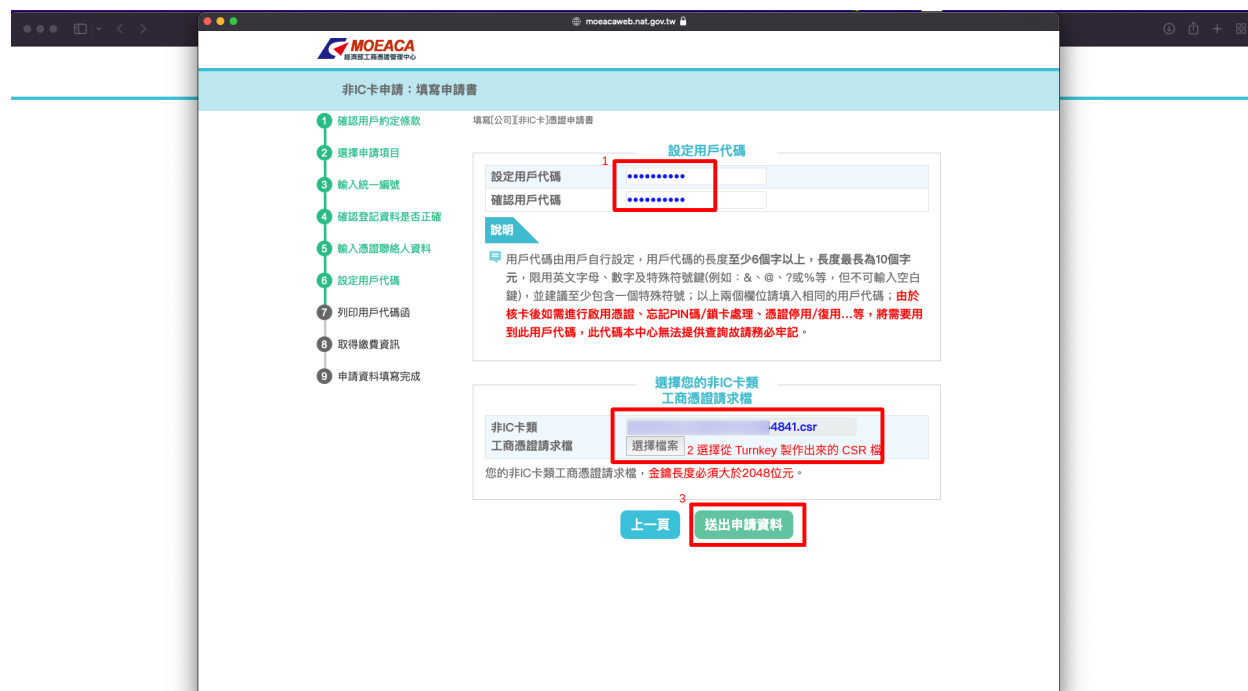 moeacaweb.nat.gov.tw
MOEACA
經濟部工商憑證管理中心
非IC卡申請：填寫申請書
1 確認用戶約定條款
2 選擇申請項目
3 輸入統一編號
4 確認登記資料是否正確
5 輸入憑證聯絡人資料
6 設定用戶代碼
7 列印用戶代碼函
8 取得繳費資訊
9 申請資料填寫完成
填寫[公司][非IC卡]憑證申請書
設定用戶代碼
1
設定用戶代碼 ••••••••••
確認用戶代碼 ••••••••••
說明
用戶代碼由用戶自行設定，用戶代碼的長度至少6個字以上，長度最長為10個字
元，限用英文字母、數字及特殊符號鍵(例如：&、@、?或%等，但不可輸入空白
鍵)，並建議至少包含一個特殊符號；以上兩個欄位請填入相同的用戶代碼；由於
核卡後如需進行啟用憑證、忘記PIN碼/鎖卡處理、憑證停用/復用...等，將需要用
到此用戶代碼，此代碼本中心無法提供查詢故請務必牢記。
選擇您的非IC卡類
工商憑證請求檔
非IC卡類
工商憑證請求檔
4841.csr
選擇檔案 2 選擇從 Turnkey 製作出來的 CSR 檔
您的非IC卡類工商憑證請求檔，金鑰長度必須大於2048位元。
3
上一頁 送出申請資料